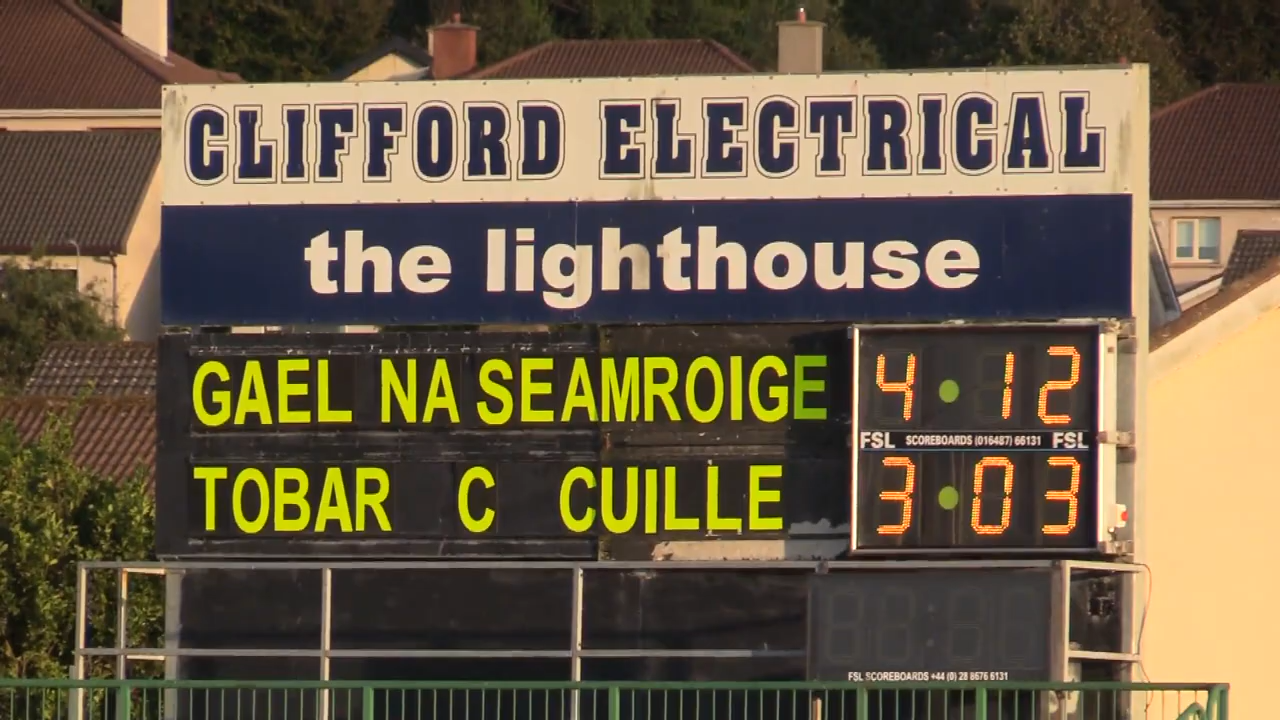 CLIFFORD ELECTRICAL
the lighthouse
GAEL NA SEAMROIGE 4 • 12
FSL SCOREBOARDS (016487) 66131 FSL
TOBAR C CUILLE 3 • 03
FSL SCOREBOARDS +44 (0) 28 8676 6131